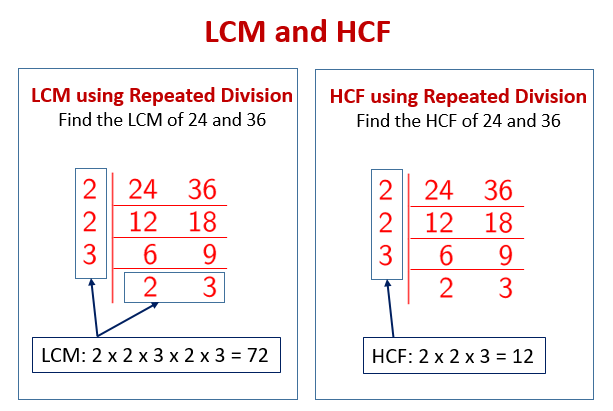 LCM and HCF
LCM using Repeated Division
Find the LCM of 24 and 36
2 24 36
2 12 18
3 6 9
2 3
LCM: 2 x 2 x 3 x 2 x 3 = 72
HCF using Repeated Division
Find the HCF of 24 and 36
2 24 36
2 12 18
3 6 9
2 3
HCF: 2 x 2 x 3 = 12